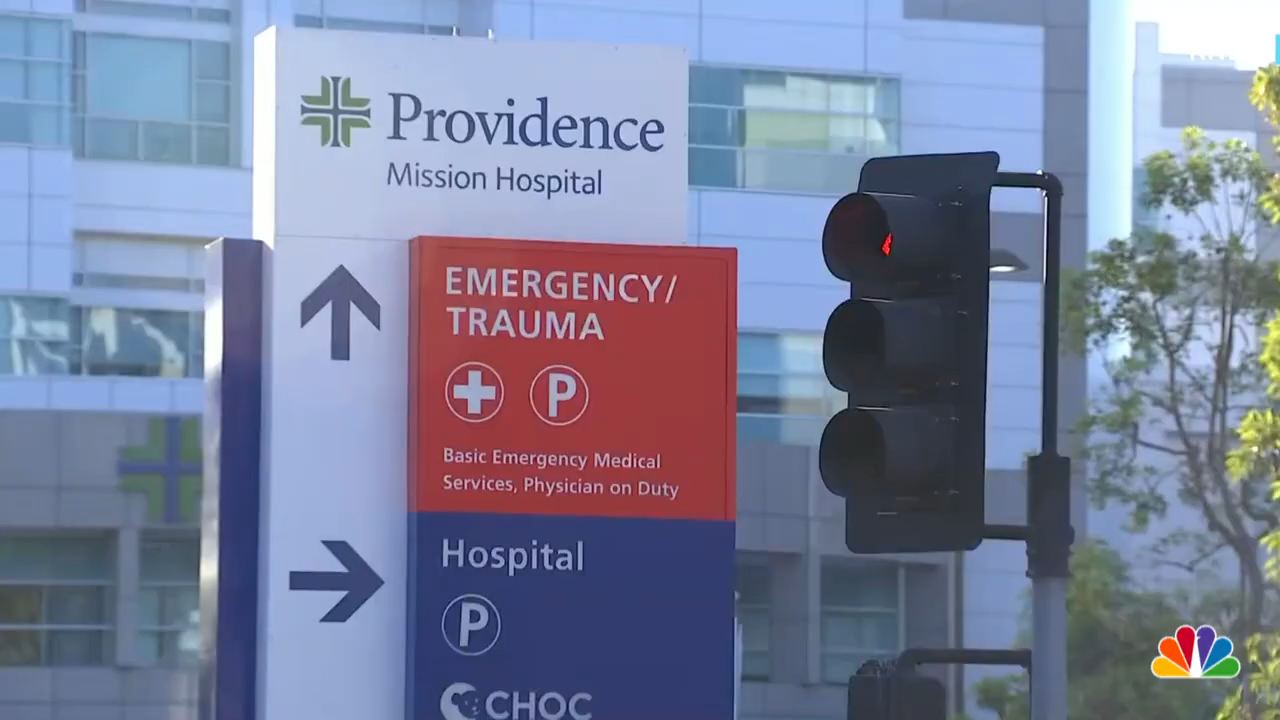 Providence
Mission Hospital
EMERGENCY/
TRAUMA
P
Basic Emergency Medical
Services, Physician on Duty
Hospital
P
CHOC